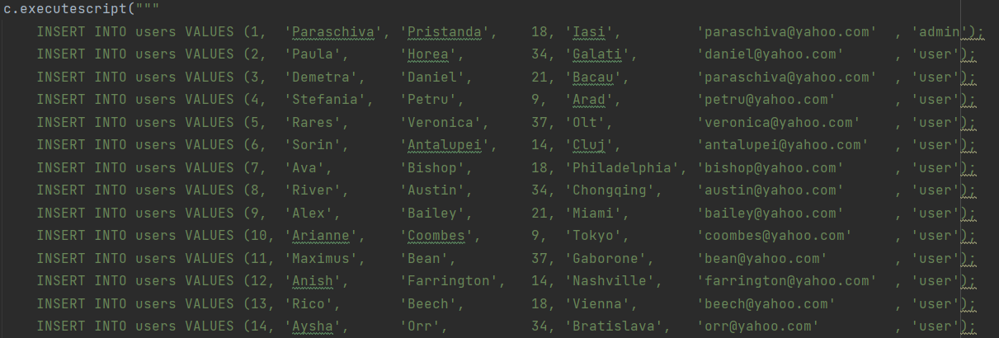 c.executescript("""
    INSERT INTO users VALUES (1,  'Paraschiva', 'Pristanda',    18, 'Iasi',         'paraschiva@yahoo.com'  , 'admin');
    INSERT INTO users VALUES (2,  'Paula',      'Horea',        34, 'Galati',       'daniel@yahoo.com'      , 'user');
    INSERT INTO users VALUES (3,  'Demetra',    'Daniel',       21, 'Bacau',        'paraschiva@yahoo.com'  , 'user');
    INSERT INTO users VALUES (4,  'Stefania',   'Petru',        9,  'Arad',         'petru@yahoo.com'       , 'user');
    INSERT INTO users VALUES (5,  'Rares',      'Veronica',     37, 'Olt',          'veronica@yahoo.com'    , 'user');
    INSERT INTO users VALUES (6,  'Sorin',      'Antalupei',    14, 'Cluj',         'antalupei@yahoo.com'   , 'user');
    INSERT INTO users VALUES (7,  'Ava',        'Bishop',       18, 'Philadelphia', 'bishop@yahoo.com'      , 'user');
    INSERT INTO users VALUES (8,  'River',      'Austin',       34, 'Chongqing',    'austin@yahoo.com'      , 'user');
    INSERT INTO users VALUES (9,  'Alex',       'Bailey',       21, 'Miami',        'bailey@yahoo.com'      , 'user');
    INSERT INTO users VALUES (10, 'Arianne',    'Coombes',      9,  'Tokyo',        'coombes@yahoo.com'     , 'user');
    INSERT INTO users VALUES (11, 'Maximus',    'Bean',         37, 'Gaborone',     'bean@yahoo.com'        , 'user');
    INSERT INTO users VALUES (12, 'Anish',      'Farrington',   14, 'Nashville',    'farrington@yahoo.com'  , 'user');
    INSERT INTO users VALUES (13, 'Rico',       'Beech',        18, 'Vienna',       'beech@yahoo.com'       , 'user');
    INSERT INTO users VALUES (14, 'Aysha',      'Orr',          34, 'Bratislava',   'orr@yahoo.com'         , 'user');